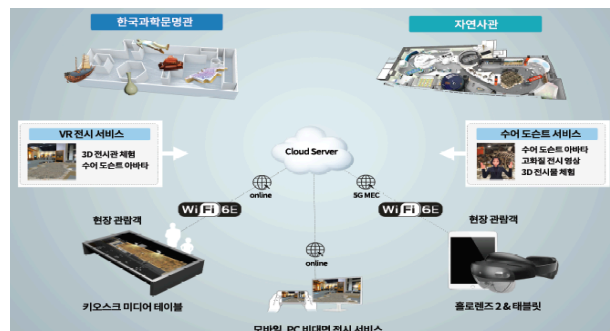 한국과학문명관
자연사관
VR 전시 서비스
3D 전시관 체험
수어 도슨트 아바타
Cloud Server
수어 도슨트 서비스
수어 도슨트 아바타
고화질 전시 영상
3D 전시물 체험
online
5G MEC
WiFi 6E
WiFi 6E
현장 관람객
현장 관람객
online
키오스크 미디어 테이블
홀로렌즈 2 & 태블릿
모바일, PC 비대면 전시 서비스